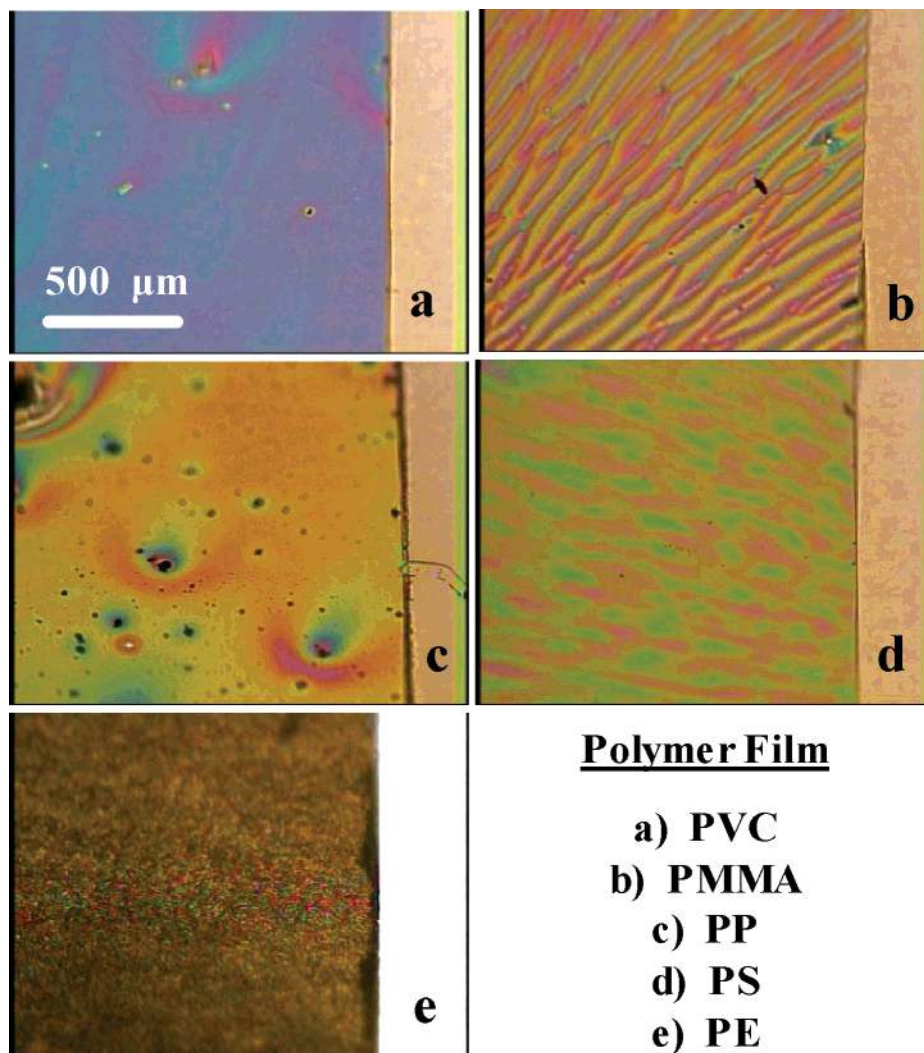 500 µm
a
b
c
d
e
Polymer Film
a) PVC
b) PMMA
c) PP
d) PS
e) PE